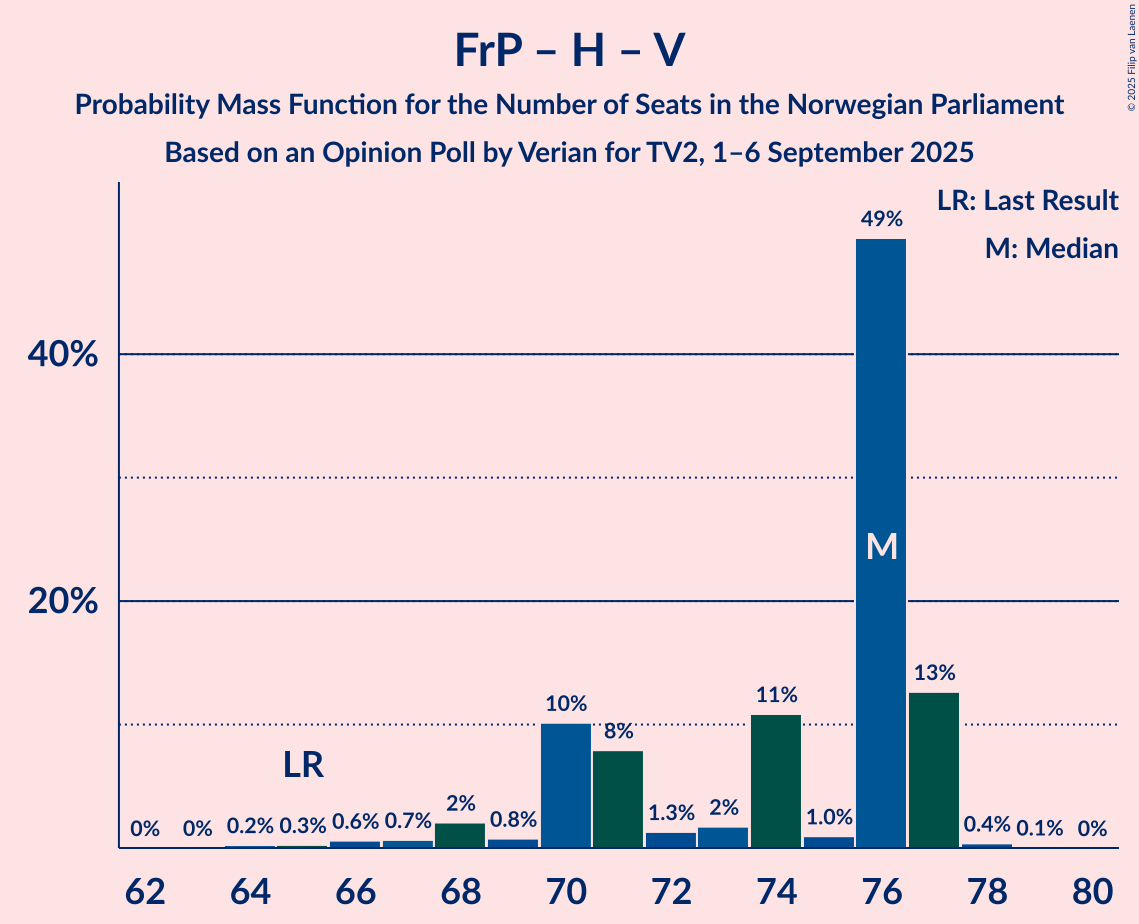 FrP – H – V
Probability Mass Function for the Number of Seats in the Norwegian Parliament
Based on an Opinion Poll by Verian for TV2, 1–6 September 2025
© 2025 Filip van Laenen
LR: Last Result
M: Median
40%
20%
0%
0%
0.2%
0.3%
0.6%
0.7%
2%
0.8%
10%
8%
1.3%
2%
11%
1.0%
49%
13%
0.4%
0.1%
0%
LR
M
62 64 66 68 70 72 74 76 78 80